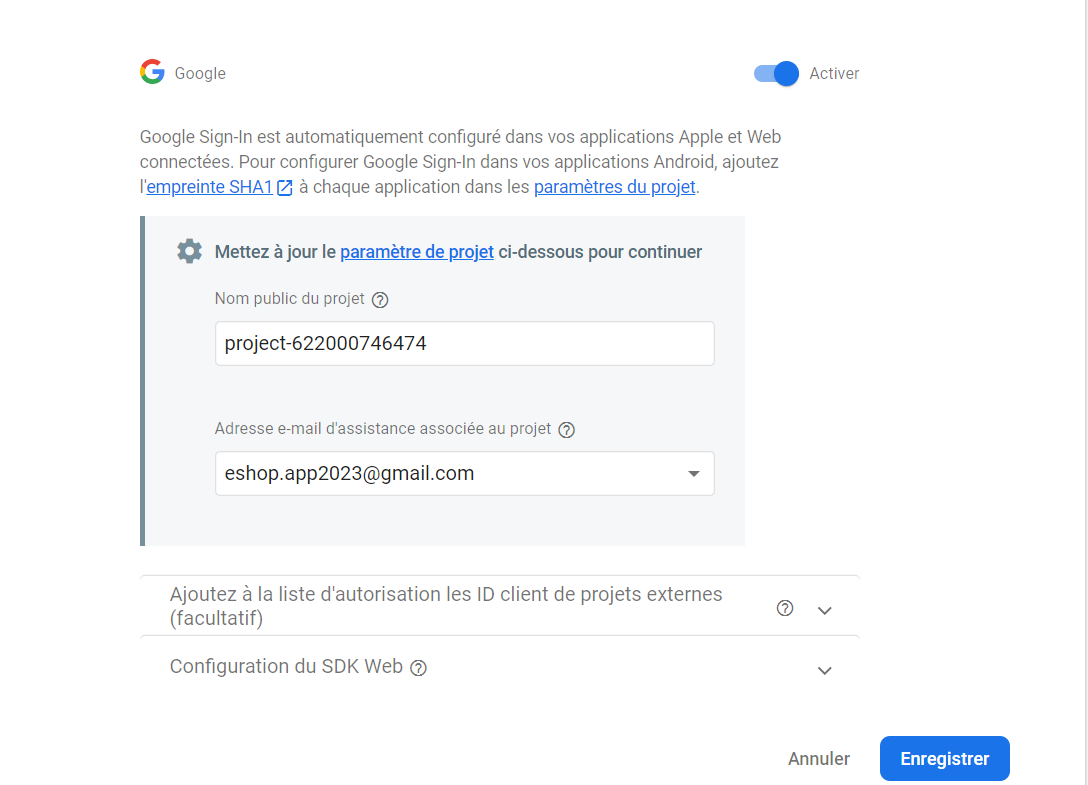 Google
Activer
Google Sign-In est automatiquement configuré dans vos applications Apple et Web
connectées. Pour configurer Google Sign-In dans vos applications Android, ajoutez
l'empreinte SHA1 à chaque application dans les paramètres du projet.
Mettez à jour le paramètre de projet ci-dessous pour continuer
Nom public du projet
project-622000746474
Adresse e-mail d'assistance associée au projet
eshop.app2023@gmail.com
Ajoutez à la liste d'autorisation les ID client de projets externes
(facultatif)
Configuration du SDK Web
Annuler
Enregistrer